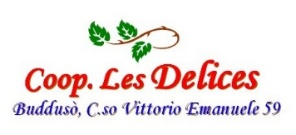 Coop. Les Delices
Buddusò, C.so Vittorio Emanuele 59